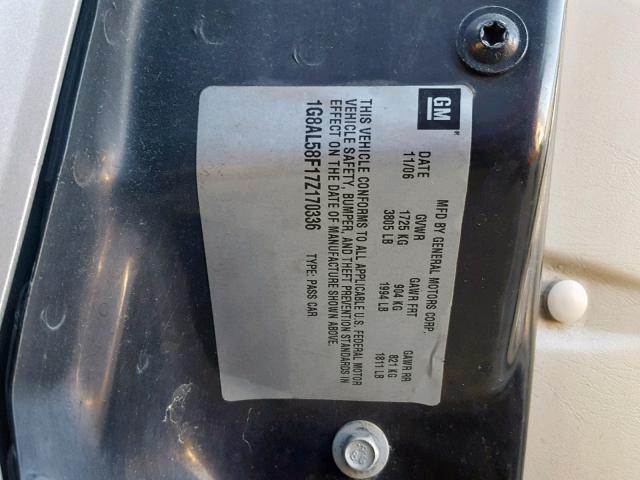 GM
®
MFD BY GENERAL MOTORS CORP.
DATE GVWR GAWR FRT GAWR RR
11/06 1725 KG 904 KG 821 KG
3805 LB 1994 LB 1811 LB
THIS VEHICLE CONFORMS TO ALL APPLICABLE U.S. FEDERAL MOTOR
VEHICLE SAFETY, BUMPER, AND THEFT PREVENTION STANDARDS IN
EFFECT ON THE DATE OF MANUFACTURE SHOWN ABOVE.
1G8AL58F17Z170336 TYPE: PASS CAR